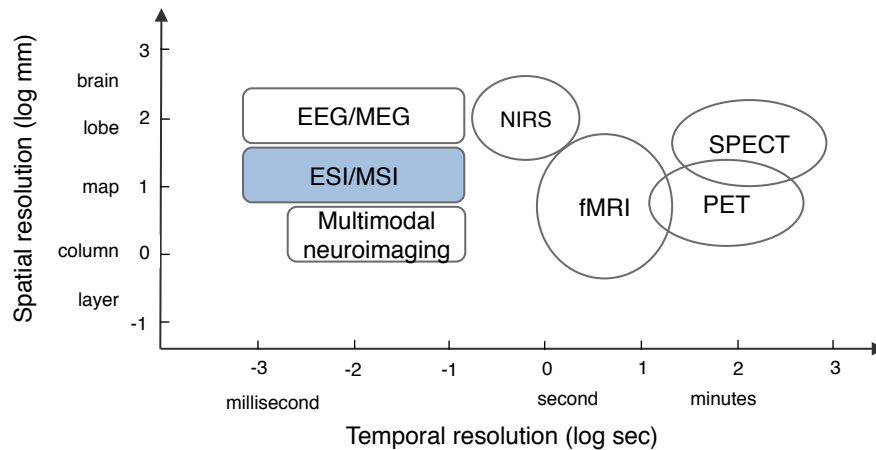 Spatial resolution (log mm)
3
brain
2
lobe
map
1
column
0
layer
-1
EEG/MEG
NIRS
SPECT
ESI/MSI
fMRI
PET
Multimodal
neuroimaging
-3
-2
-1
0
1
2
3
millisecond
second
minutes
Temporal resolution (log sec)